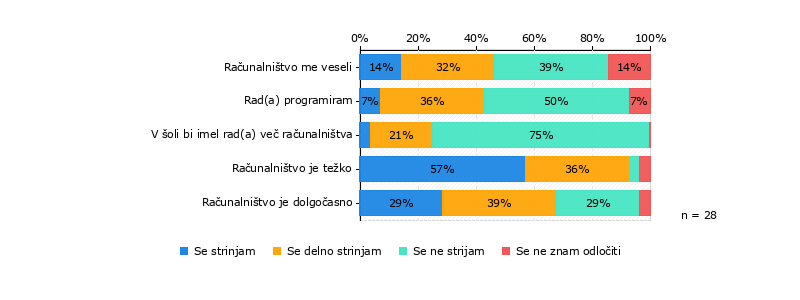 0% 20% 40% 60% 80% 100%
Računalništvo me veseli 14% 32% 39% 14%
Rad(a) programiram 7% 36% 50% 7%
V šoli bi imel rad(a) več računalništva 21% 75%
Računalništvo je težko 57% 36%
Računalništvo je dolgočasno 29% 39% 29%
n = 28
Se strinjam Se delno strinjam Se ne strijam Se ne znam odločiti